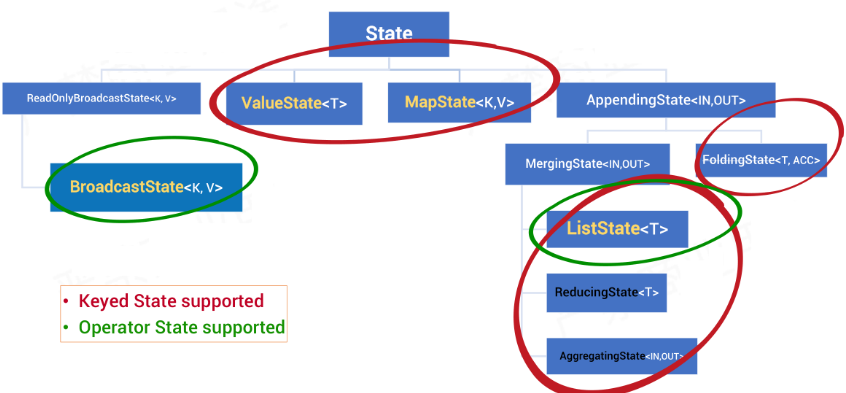 State
ReadOnlyBroadcastState<K, V>
ValueState<T>
MapState<K,V>
AppendingState<IN,OUT>
MergingState<IN,OUT>
FoldingState<T, ACC>
BroadcastState<K, V>
ListState<T>
ReducingState<T>
AggregatingState<IN,OUT>
• Keyed State supported
• Operator State supported